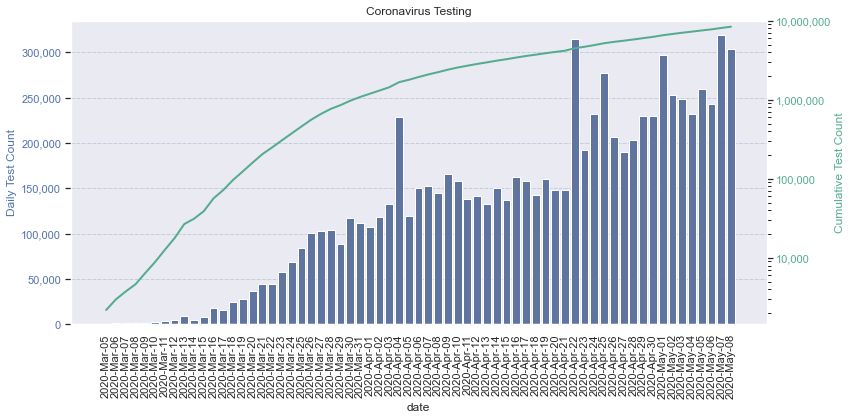 Coronavirus Testing
Daily Test Count
300,000
250,000
200,000
150,000
100,000
50,000
0
10,000,000
1,000,000
100,000
10,000
Cumulative Test Count
2020-Mar-05
2020-Mar-06
2020-Mar-07
2020-Mar-08
2020-Mar-09
2020-Mar-10
2020-Mar-11
2020-Mar-12
2020-Mar-13
2020-Mar-14
2020-Mar-15
2020-Mar-16
2020-Mar-17
2020-Mar-18
2020-Mar-19
2020-Mar-20
2020-Mar-21
2020-Mar-22
2020-Mar-23
2020-Mar-24
2020-Mar-25
2020-Mar-26
2020-Mar-27
2020-Mar-28
2020-Mar-29
2020-Mar-30
2020-Mar-31
2020-Apr-01
2020-Apr-02
2020-Apr-03
2020-Apr-04
2020-Apr-05
2020-Apr-06
2020-Apr-07
2020-Apr-08
2020-Apr-09
2020-Apr-10
2020-Apr-11
2020-Apr-12
2020-Apr-13
2020-Apr-14
2020-Apr-15
2020-Apr-16
2020-Apr-17
2020-Apr-18
2020-Apr-19
2020-Apr-20
2020-Apr-21
2020-Apr-22
2020-Apr-23
2020-Apr-24
2020-Apr-25
2020-Apr-26
2020-Apr-27
2020-Apr-28
2020-Apr-29
2020-Apr-30
2020-May-01
2020-May-02
2020-May-03
2020-May-04
2020-May-05
2020-May-06
2020-May-07
2020-May-08
date